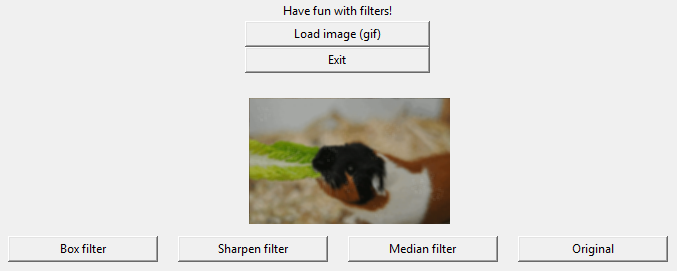 Have fun with filters!
Load image (gif)
Exit
Box filter
Sharpen filter
Median filter
Original